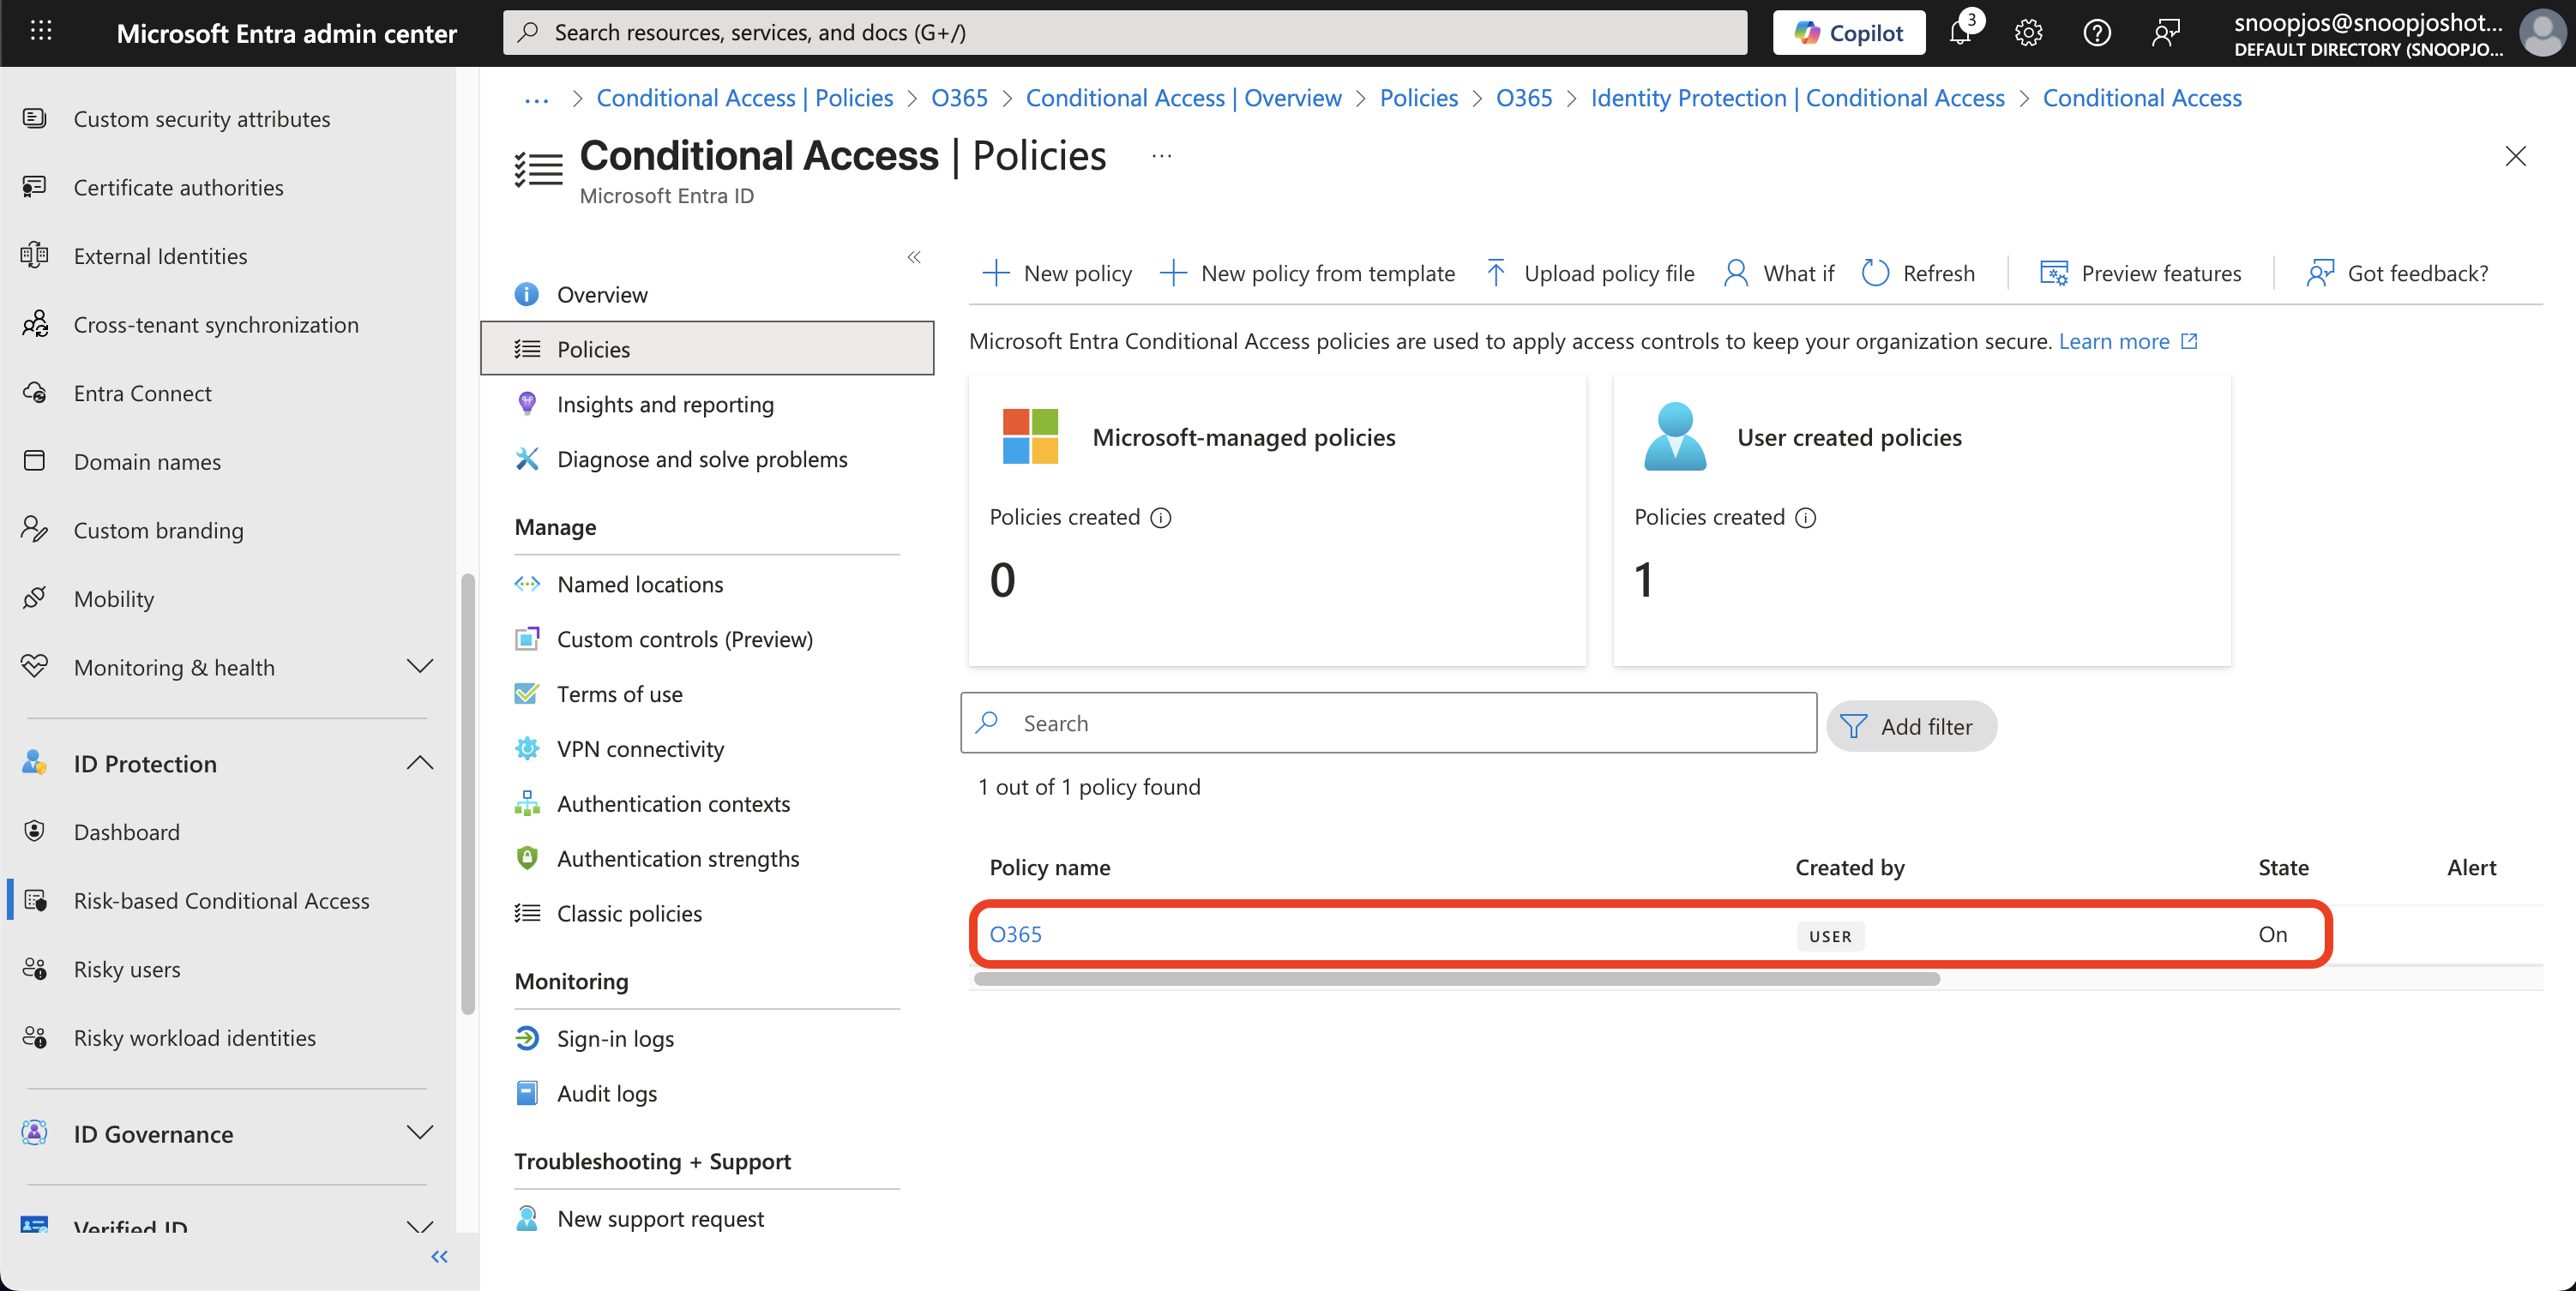 Microsoft Entra admin center
Search resources, services, and docs (G+/)
Copilot
3
snoopjos@snoopjoshot...
DEFAULT DIRECTORY (SNOOPJO...
Custom security attributes
Certificate authorities
External Identities
Cross-tenant synchronization
Entra Connect
Domain names
Custom branding
Mobility
Monitoring & health
ID Protection
Dashboard
Risk-based Conditional Access
Risky users
Risky workload identities
ID Governance
Verified ID
... > Conditional Access | Policies > O365 > Conditional Access | Overview > Policies > O365 > Identity Protection | Conditional Access > Conditional Access
Conditional Access | Policies ...
Microsoft Entra ID
Overview
Policies
Insights and reporting
Diagnose and solve problems
Manage
Named locations
Custom controls (Preview)
Terms of use
VPN connectivity
Authentication contexts
Authentication strengths
Classic policies
Monitoring
Sign-in logs
Audit logs
Troubleshooting + Support
New support request
New policy
New policy from template
Upload policy file
What if
Refresh
Preview features
Got feedback?
Microsoft Entra Conditional Access policies are used to apply access controls to keep your organization secure. Learn more
Microsoft-managed policies
Policies created
0
User created policies
Policies created
1
Search
Add filter
1 out of 1 policy found
Policy name Created by State Alert
O365 USER On